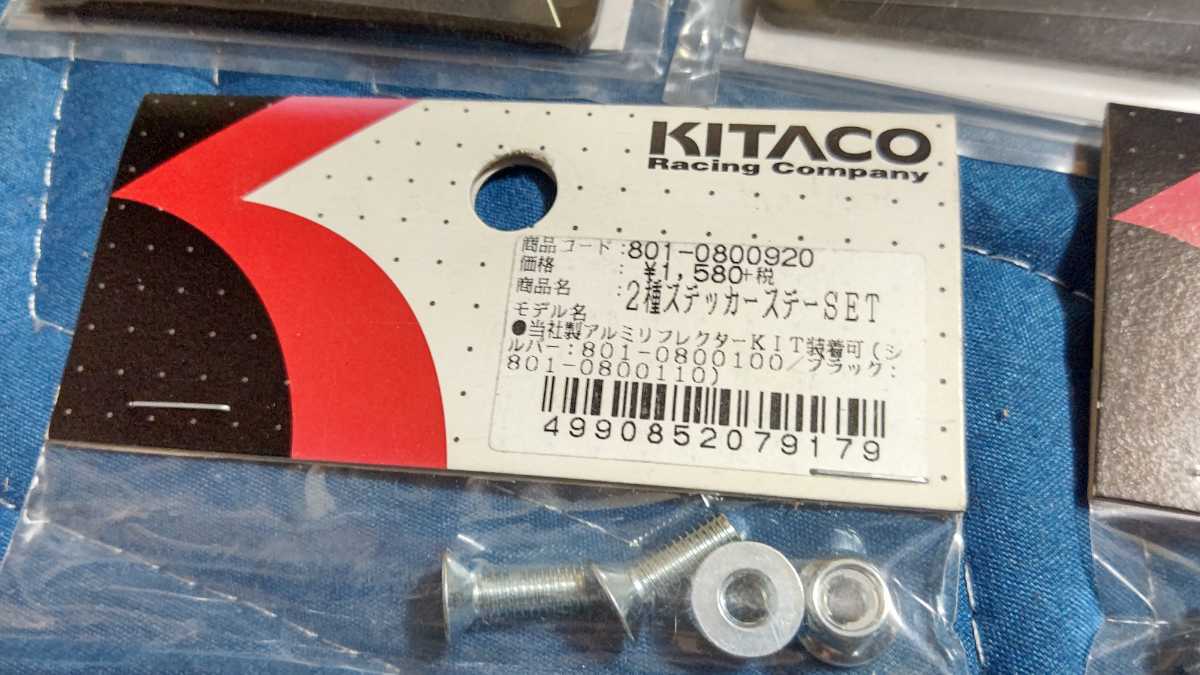 KITACO
Racing Company
商品コード:801-0800920
価格 : ¥1,580+税
商品名 :2種ステッカーステーSET
モデル名
●当社製アルミリフレクターKIT装着可(シ
ルバー:801-0800100/ブラック:
801-0800110)
4990852079179